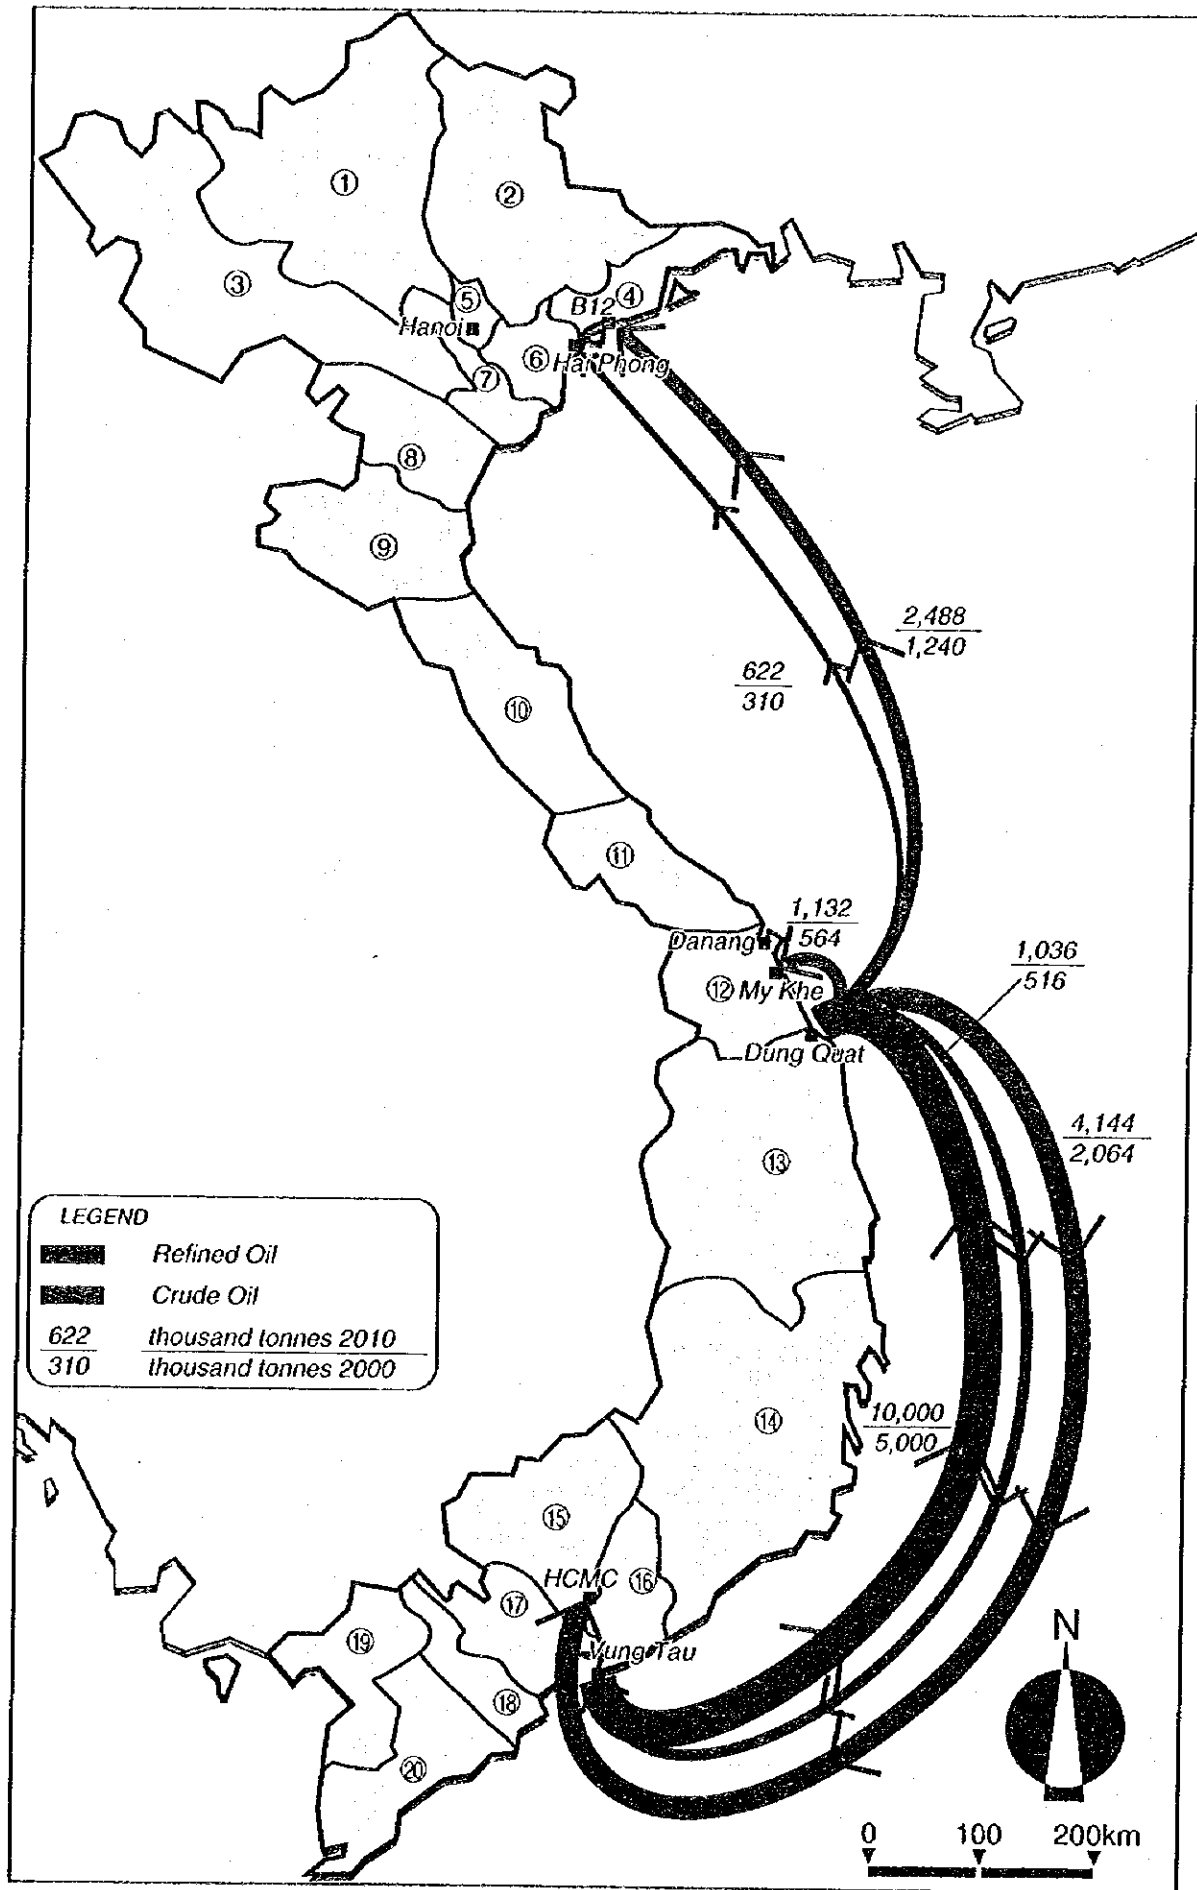 ①
②
③
④
B12
⑤
Hanoi
⑥
Hai Phong
⑦
⑧
⑨
2,488
1,240
622
310
⑩
⑪
1,132
564
Danang
1,036
516
⑫ My Khe
Dung Quat
4,144
2,064
⑬
LEGEND
Refined Oil
Crude Oil
622 thousand tonnes 2010
310 thousand tonnes 2000
10,000
5,000
⑭
⑮
HCMC
⑯
⑰
N
Vung Tau
⑲
⑱
⑳
0 100 200km